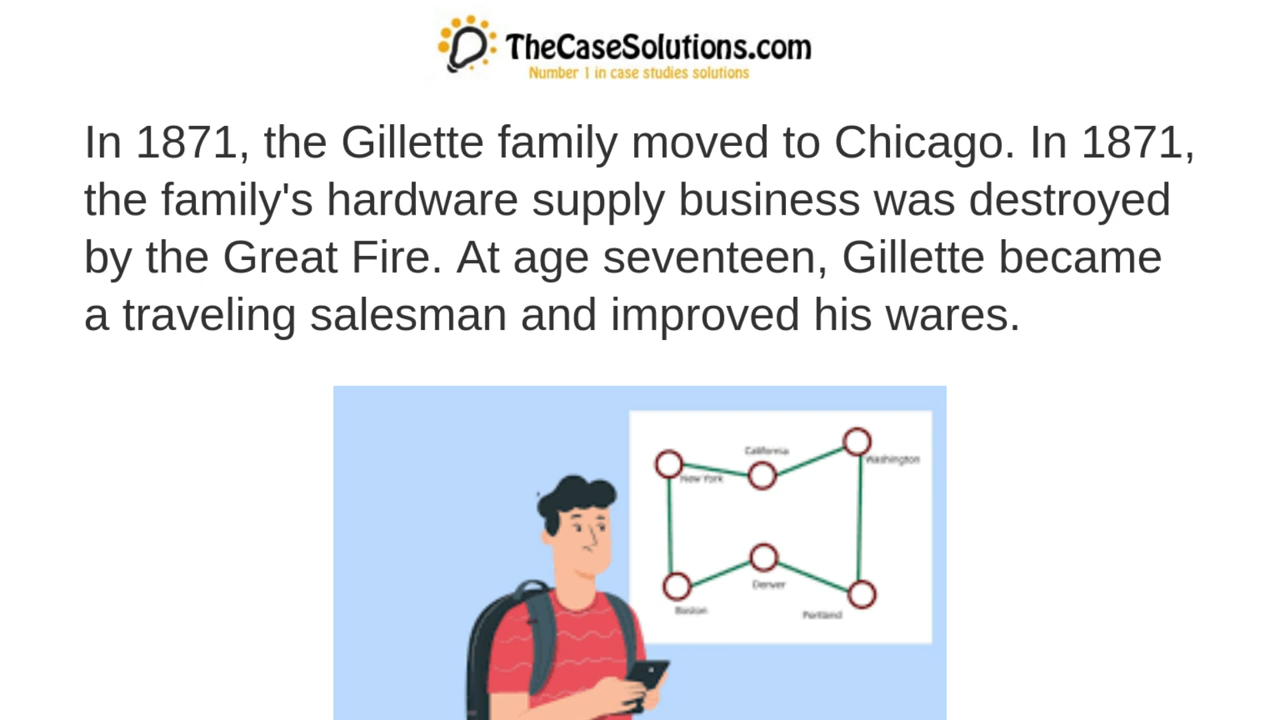 TheCaseSolutions.com
Number 1 in case studies solutions
In 1871, the Gillette family moved to Chicago. In 1871,
the family's hardware supply business was destroyed
by the Great Fire. At age seventeen, Gillette became
a traveling salesman and improved his wares.
California
Washington
New York
Denver
Boston
Portland